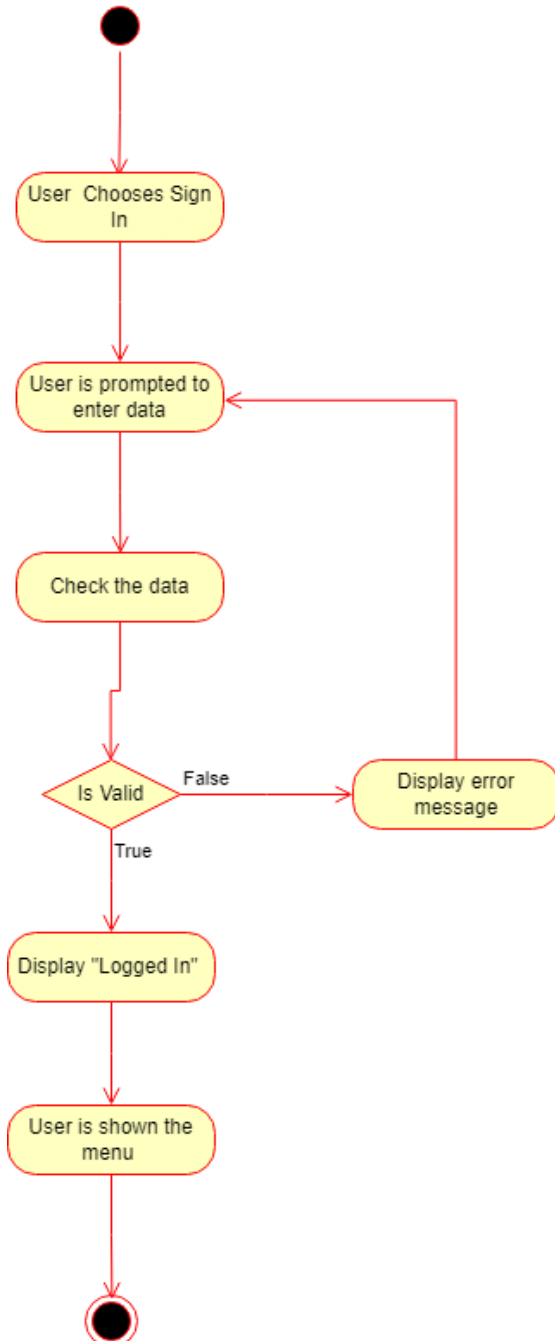 User  Chooses Sign
In
User is prompted to
enter data
Check the data
Is Valid
False
Display error
message
True
Display "Logged In"
User is shown the
menu